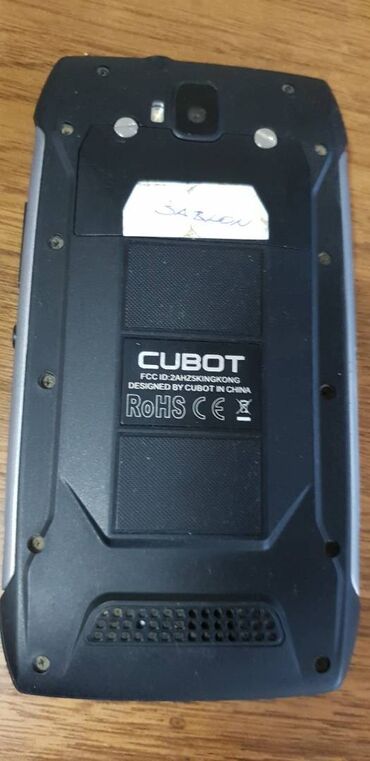 CUBOT
FCC ID:2AHZ5KINGKONG
DESIGNED BY CUBOT IN CHINA
RoHS CE